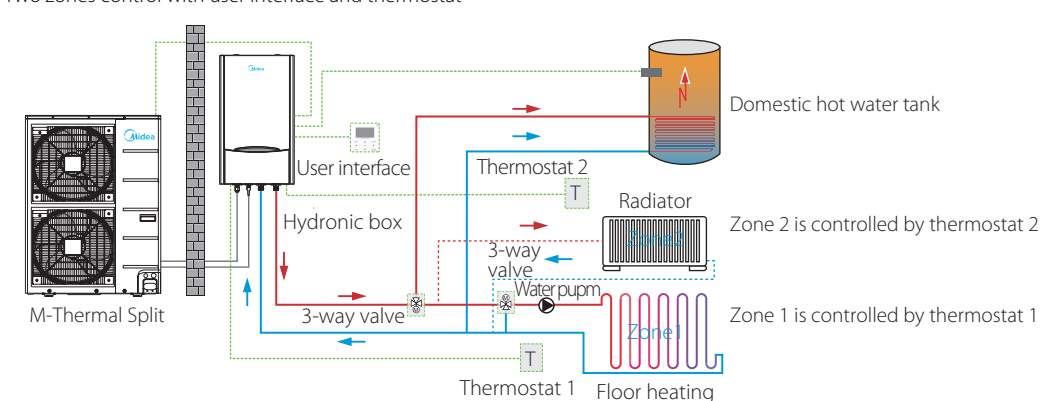 Two zones control with user interface and thermostat
Midea
Midea
Domestic hot water tank
User interface
Thermostat 2
T
Hydronic box
Radiator
Zone2
Zone 2 is controlled by thermostat 2
3-way
valve
Water pupm
M-Thermal Split
3-way valve
Zone1
Zone 1 is controlled by thermostat 1
T
Thermostat 1
Floor heating